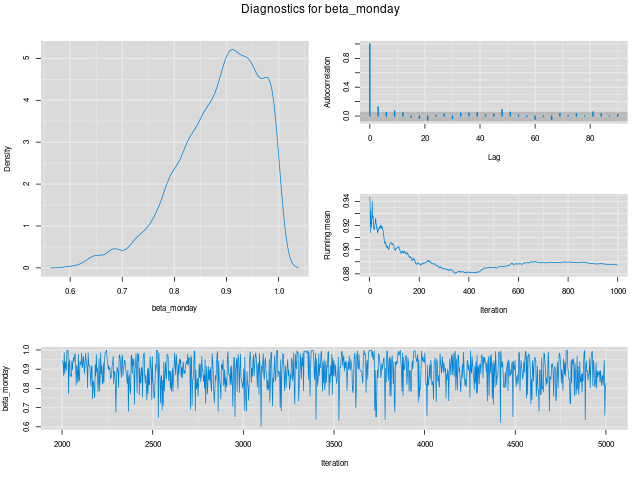 Diagnostics for beta_monday
Density
0 1 2 3 4 5
0.6 0.7 0.8 0.9 1.0
beta_monday
Autocorrelation
0.0 0.4 0.8
0 20 40 60 80
Lag
Running mean
0.88 0.90 0.92 0.94
0 200 400 600 800 1000
Iteration
beta_monday
0.6 0.7 0.8 0.9 1.0
2000 2500 3000 3500 4000 4500 5000
Iteration